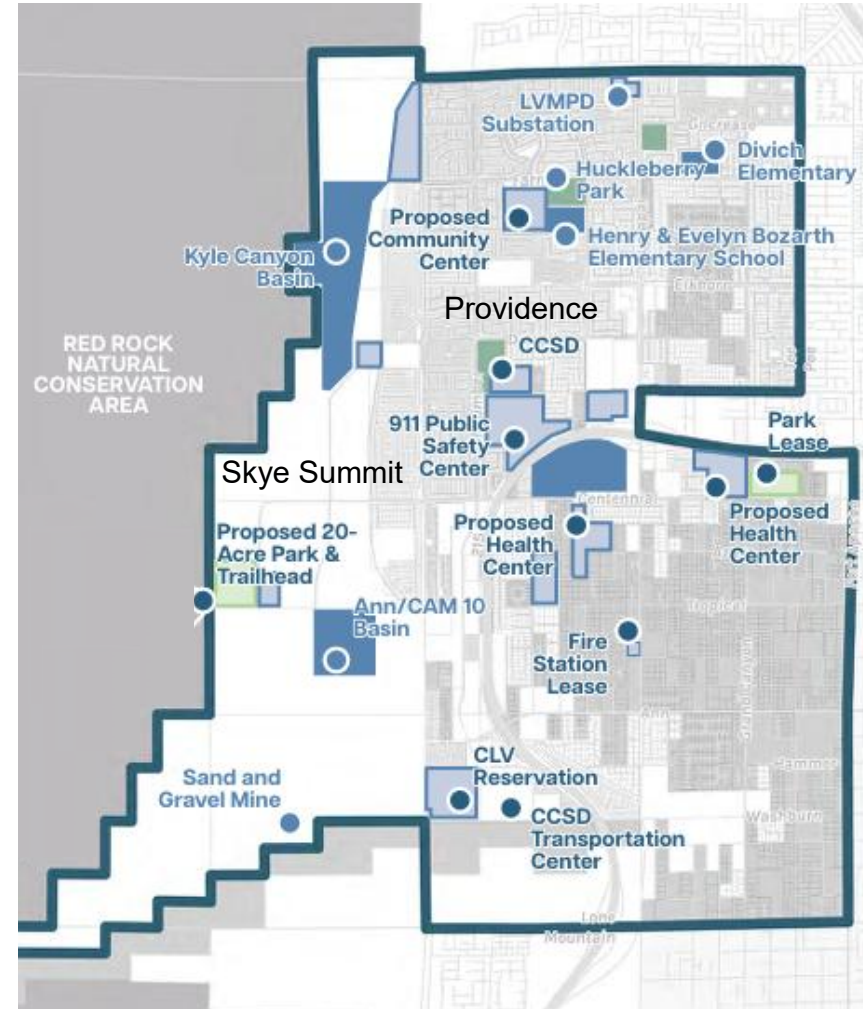 LVMPD
Substation
Divich
Elementary
Huckleberry
Park
Proposed
Community
Center
Henry & Evelyn Bozarth
Elementary School
Kyle Canyon
Basin
Elkhorn
Providence
RED ROCK
NATURAL
CONSERVATION
AREA
CCSD
911 Public
Safety
Center
Park
Lease
Skye Summit
Centennial
Proposed
Health
Center
Proposed
Health
Center
215
Proposed 20-
Acre Park &
Trailhead
Tropical
Ann/CAM 10
Basin
Fire
Station
Lease
Ann
CLV
Reservation
Hammer
Sand and
Gravel Mine
CCSD
Transportation
Center
Washburn
Lone
Mountain